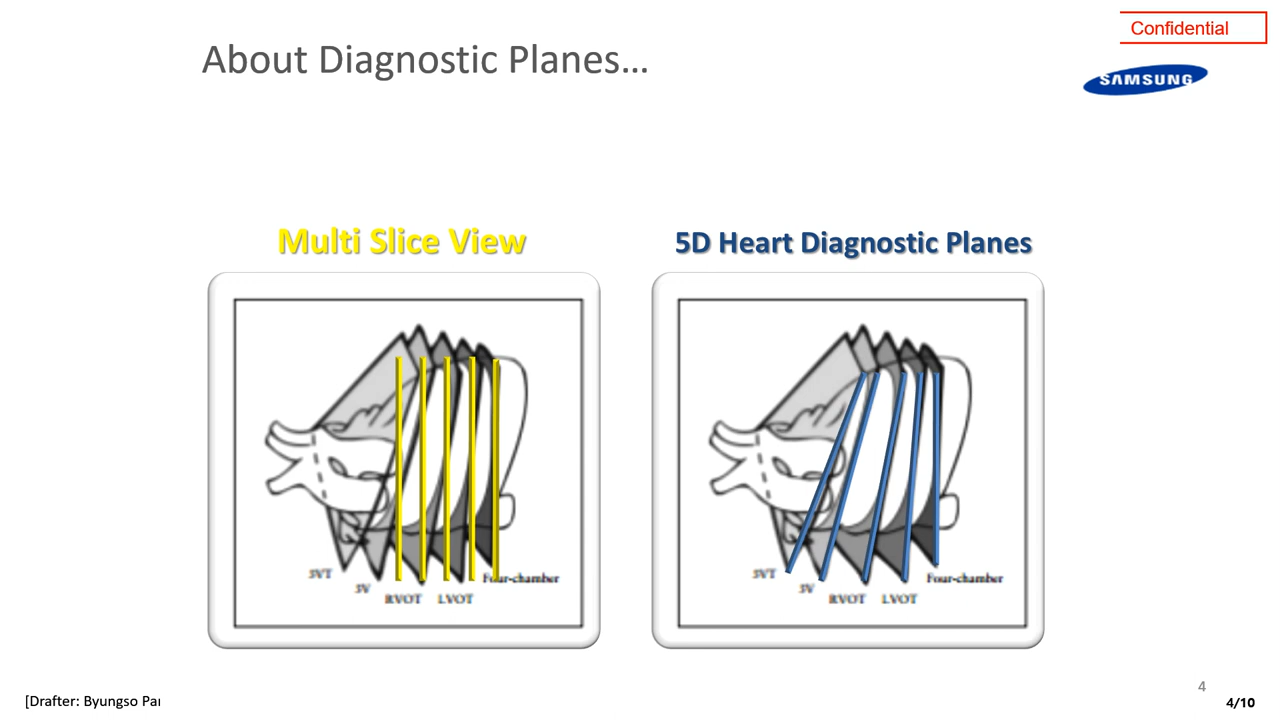 Confidential
About Diagnostic Planes...
SAMSUNG
Multi Slice View
5D Heart Diagnostic Planes
3VT
3V
RVOT
LVOT
Four-chamber
3VT
3V
RVOT
LVOT
Four-chamber
4
[Drafter: Byungso
4/10